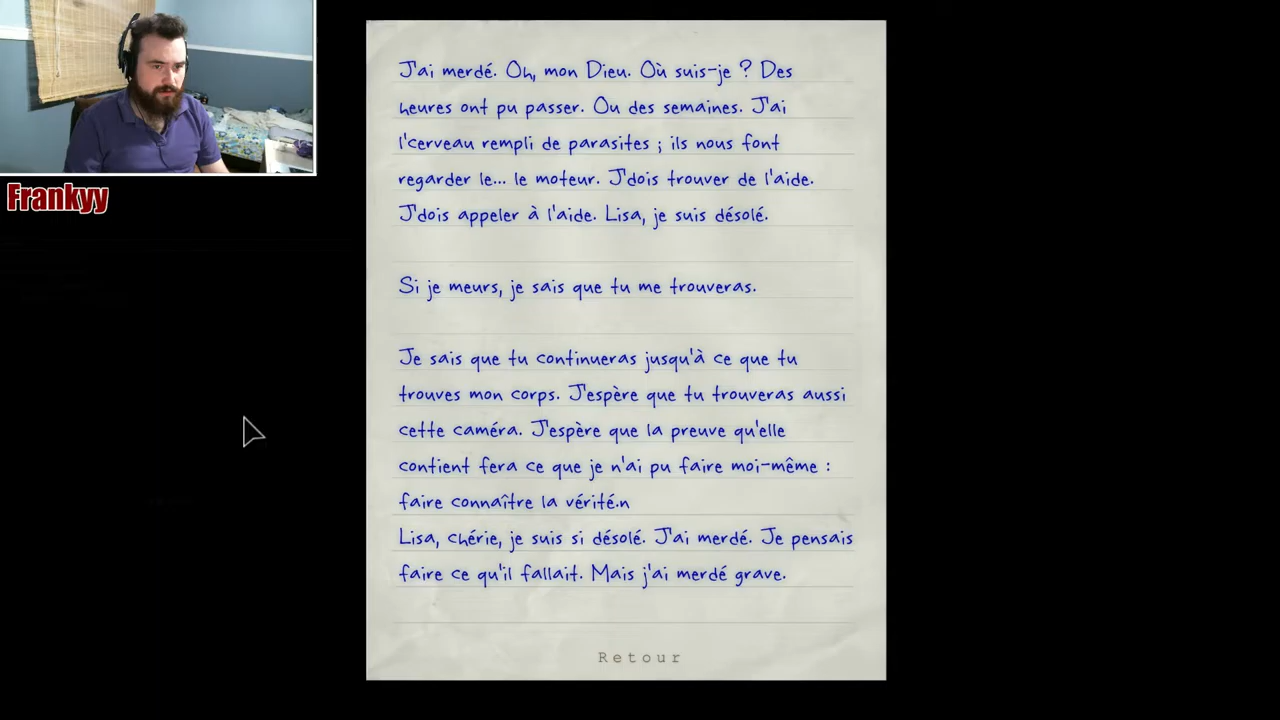 Frankyy
J'ai merdé. Oh, mon Dieu. Où suis-je ? Des
heures ont pu passer. Ou des semaines. J'ai
l'cerveau rempli de parasites ; ils nous font
regarder le... le moteur. J'dois trouver de l'aide.
J'dois appeler à l'aide. Lisa, je suis désolé.
Si je meurs, je sais que tu me trouveras.
Je sais que tu continueras jusqu'à ce que tu
trouves mon corps. J'espère que tu trouveras aussi
cette caméra. J'espère que la preuve qu'elle
contient fera ce que je n'ai pu faire moi-même :
faire connaître la vérité.n
Lisa, chérie, je suis si désolé. J'ai merdé. Je pensais
faire ce qu'il fallait. Mais j'ai merdé grave.
Retour